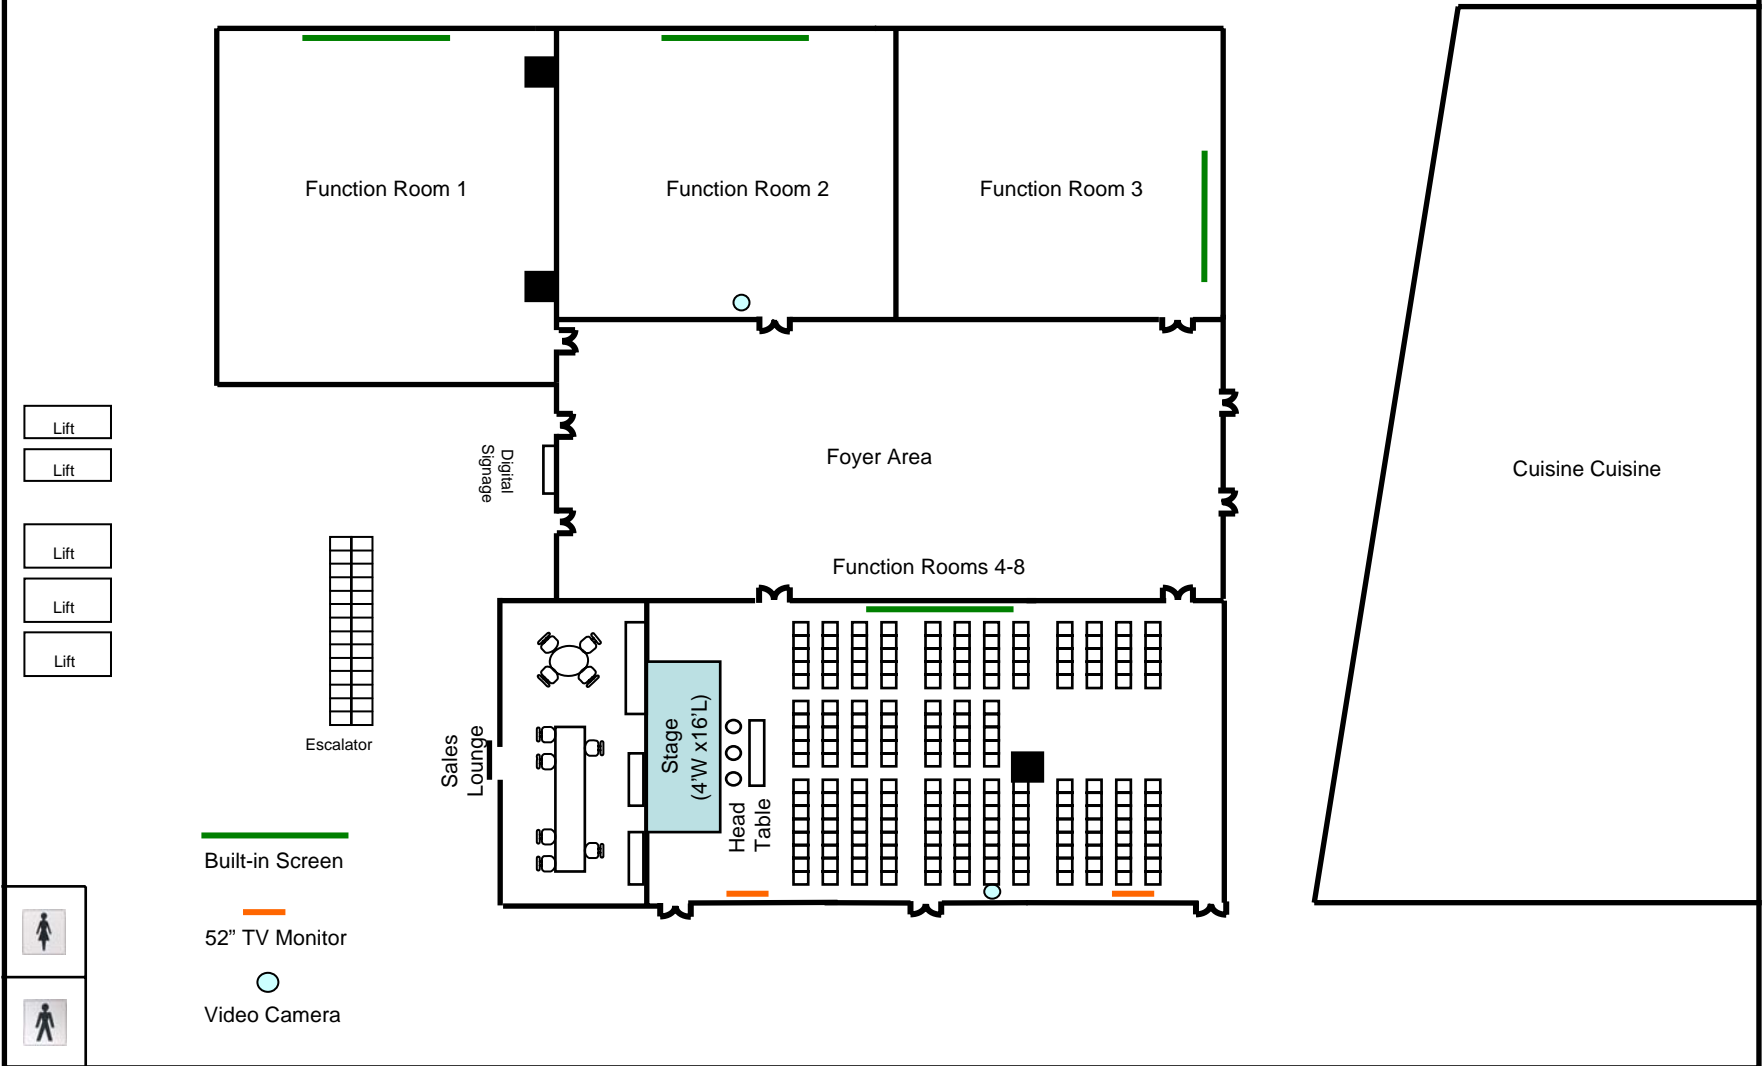 Function Room 1
Function Room 2
Function Room 3
Lift
Lift
Lift
Lift
Lift
Digital
Signage
Foyer Area
Cuisine Cuisine
Function Rooms 4-8
Escalator
Sales
Lounge
Stage
(4'W x16'L)
Head
Table
Built-in Screen
52” TV Monitor
Video Camera